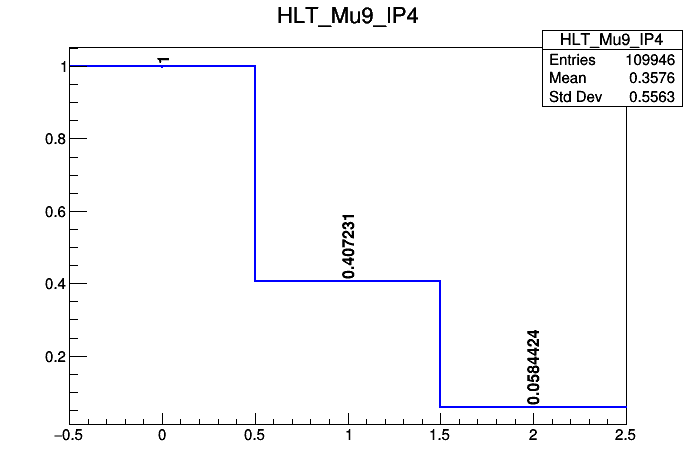 HLT_Mu9_IP4
HLT_Mu9_IP4
Entries 109946
Mean 0.3576
Std Dev 0.5563
1
0.8
0.6
0.4
0.2
1
0.407231
0.0584424
−0.5 0 0.5 1 1.5 2 2.5